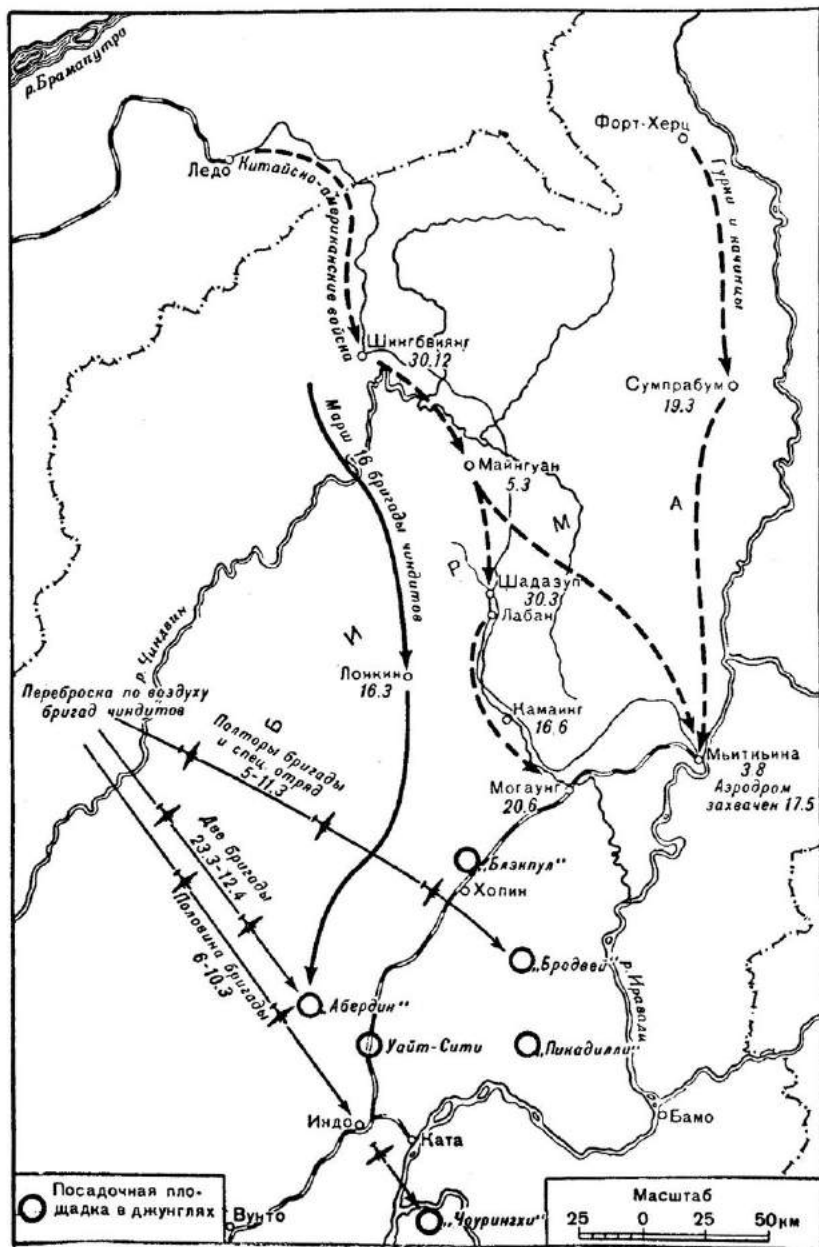 р.Брамапутра
Форт-Херц
Ледо
Китайско-
американские войска
Гурки и качинцы
Шингбвиянг
30.12
Сумпрабум
19.3
Марш 16 бригады чиндитов
Майнгуан
5.3
А
М
Р
Шадазуп
30.3
Лабан
И
р. Чиндвин
Лонкин
16.3
Переброска по воздуху
бригад чиндитов
Б
Полторы бригады
и спец. отряд
5-11.3
Камаинг
16.6
Мьиткьина
3.8
Аэродром
захвачен 17.5
Могаунг
20.6
Две бригады
23.3-12.4
„Блэкпул“
Хопин
Половина бригады
6-10.3
„Бродвей“
р. Иравади
„Абердин“
Уайт-Сити
„Пикадилли“
Индо
Ката
Бамо
Посадочная пло-
щадка в джунглях
Вунто
„Чоурингхи“
Масштаб
25 0 25 50 км